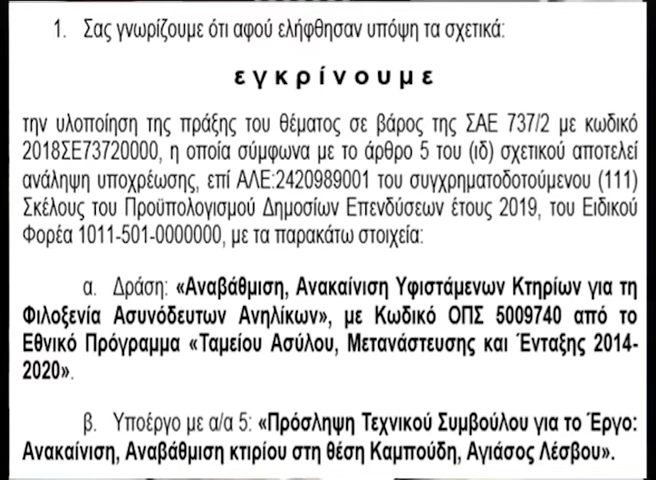 1. Σας γνωρίζουμε ότι αφού ελήφθησαν υπόψη τα σχετικά:
ε γ κ ρ ί ν ο υ μ ε
την υλοποίηση της πράξης του θέματος σε βάρος της ΣΑΕ 737/2 με κωδικό
2018ΣΕ73720000, η οποία σύμφωνα με το άρθρο 5 του (ιδ) σχετικού αποτελεί
ανάληψη υποχρέωσης, επί ΑΛΕ:2420989001 του συγχρηματοδοτούμενου (111)
Σκέλους του Προϋπολογισμού Δημοσίων Επενδύσεων έτους 2019, του Ειδικού
Φορέα 1011-501-0000000, με τα παρακάτω στοιχεία:
α. Δράση: «Αναβάθμιση, Ανακαίνιση Υφιστάμενων Κτηρίων για τη
Φιλοξενία Ασυνόδευτων Ανηλίκων», με Κωδικό ΟΠΣ 5009740 από το
Εθνικό Πρόγραμμα «Ταμείου Ασύλου, Μετανάστευσης και Ένταξης 2014-
2020».
β. Υποέργο με α/α 5: «Πρόσληψη Τεχνικού Συμβούλου για το Έργο:
Ανακαίνιση, Αναβάθμιση κτιρίου στη θέση Καμπούδη, Αγιάσος Λέσβου».